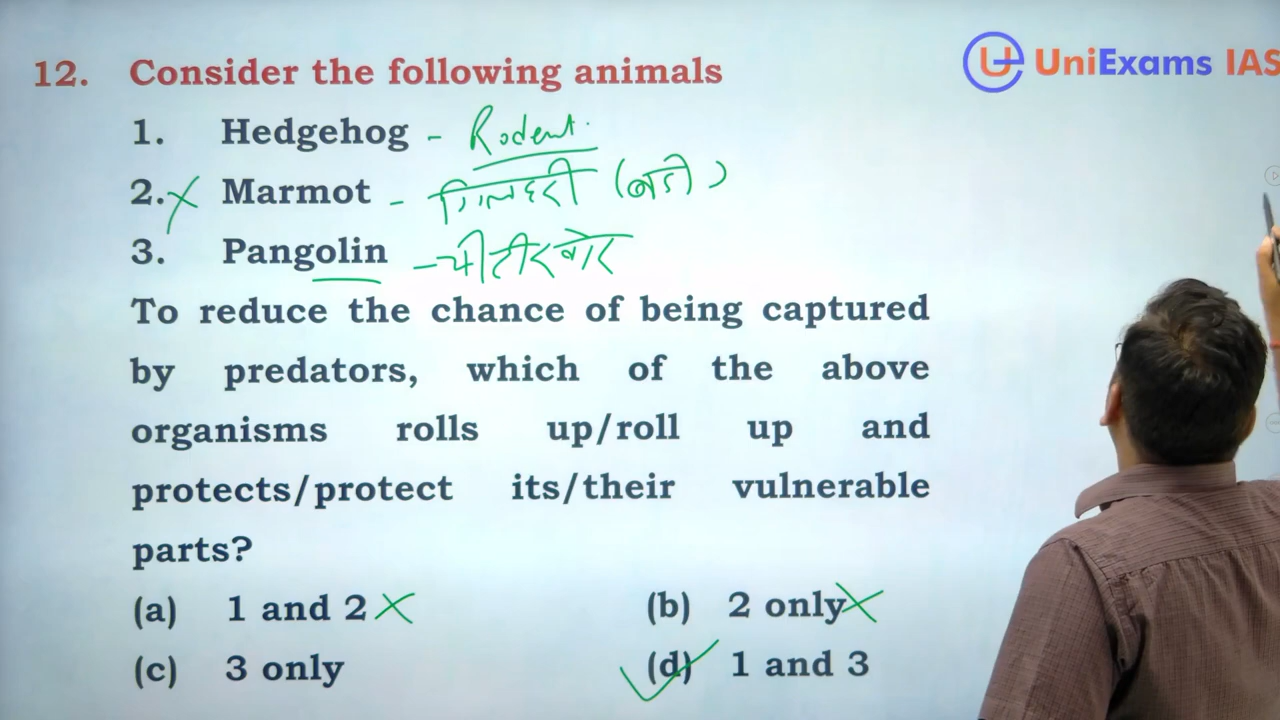 UniExams IAS
12. Consider the following animals
1. Hedgehog - Rodent.
2. X Marmot - गिलहरी (बड़ी)
3. Pangolin - चींटीखोर
To reduce the chance of being captured
by predators, which of the above
organisms rolls up/roll up and
protects/protect its/their vulnerable
parts?
(a) 1 and 2 X (b) 2 only X
(c) 3 only (d) 1 and 3